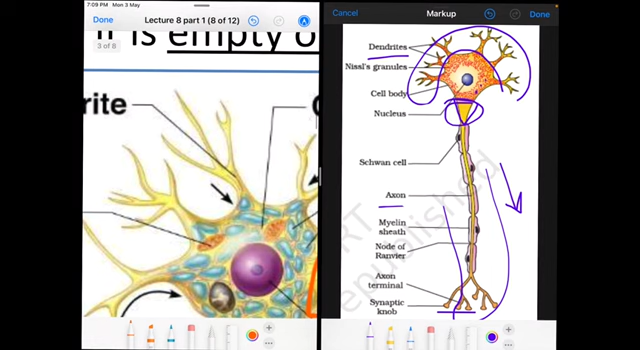 7:09 PM Mon 3 May
Done
Lecture 8 part 1 (8 of 12)
3 of 8
is empty o
rite
Cancel
Markup
Done
Dendrites
Nissl's granules
Cell body
Nucleus
Schwan cell
Axon
Myelin
sheath
Node of
Ranvier
Axon
terminal
Synaptic
knob
RT
republished